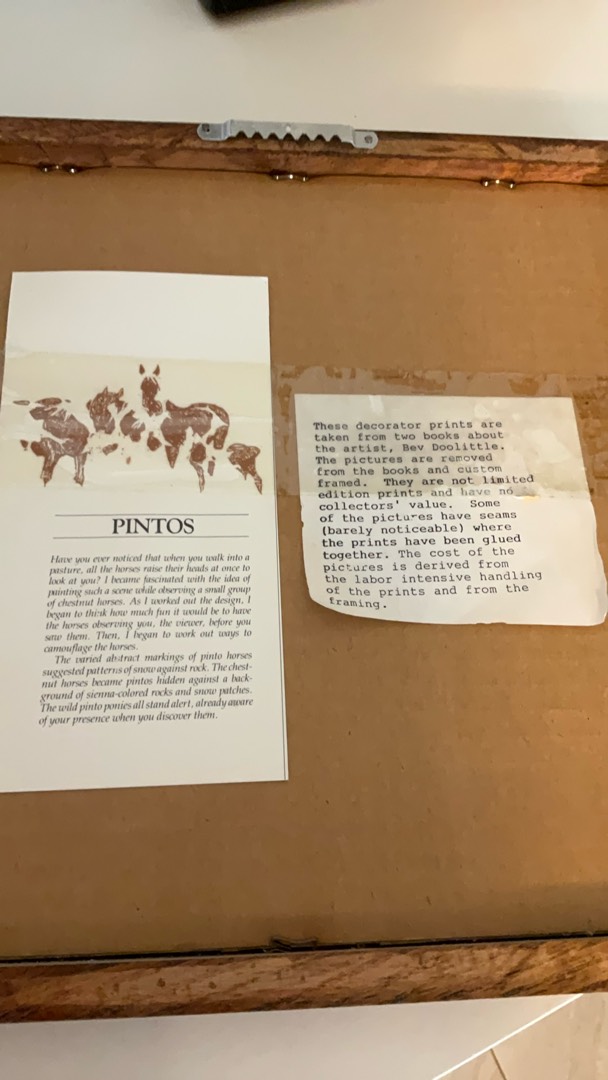 PINTOS
Have you ever noticed that when you walk into a
pasture, all the horses raise their heads at once to
look at you? I became fascinated with the idea of
painting such a scene while observing a small group
of chestnut horses. As I worked out the design, I
began to think how much fun it would be to have
the horses observing you, the viewer, before you
saw them. Then, I began to work out ways to
camouflage the horses.
The varied abstract markings of pinto horses
suggested patterns of snow against rock. The chest-
nut horses became pintos hidden against a back-
ground of sienna-colored rocks and snow patches.
The wild pinto ponies all stand alert, already aware
of your presence when you discover them.
These decorator prints are
taken from two books about
the artist, Bev Doolittle.
The pictures are removed
from the books and custom
framed. They are not limited
edition prints and have no
collectors' value. Some
of the pictures have seams
(barely noticeable) where
the prints have been glued
together. The cost of the
pictures is derived from
the labor intensive handling
of the prints and from the
framing.